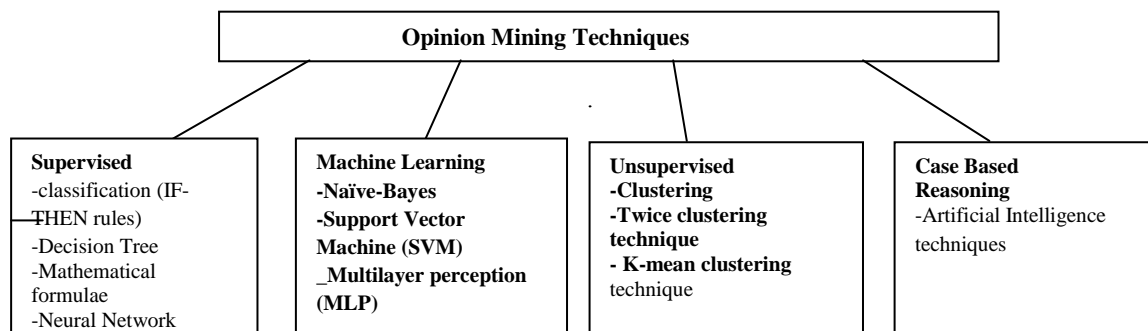 Opinion Mining Techniques
Supervised
-classification (IF-
THEN rules)
-Decision Tree
-Mathematical
formulae
-Neural Network
Machine Learning
-Naïve-Bayes
-Support Vector
Machine (SVM)
_Multilayer perception
(MLP)
Unsupervised
-Clustering
-Twice clustering
technique
- K-mean clustering
technique
Case Based
Reasoning
-Artificial Intelligence
techniques